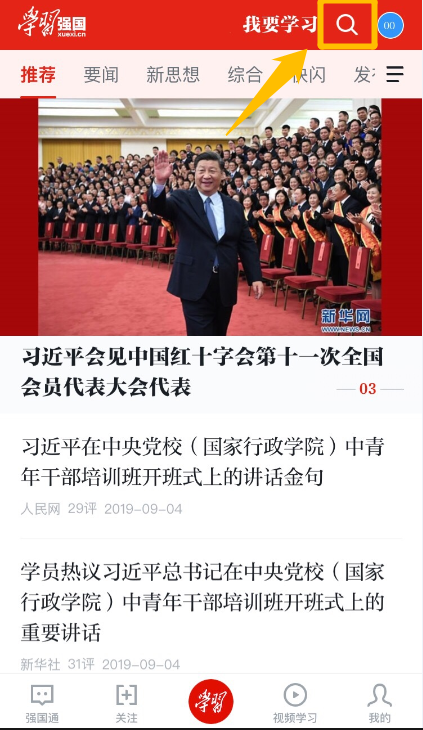 学習强国
xuexi.cn
我要学习
00
推荐 要闻 新思想 综合 快闪 发布
新华网
WWW.NEWS.CN
习近平会见中国红十字会第十一次全国
会员代表大会代表
03
习近平在中央党校（国家行政学院）中青
年干部培训班开班式上的讲话金句
人民网 29评 2019-09-04
学员热议习近平总书记在中央党校（国家
行政学院）中青年干部培训班开班式上的
重要讲话
新华社 31评 2019-09-04
学習
强国通 关注 视频学习 我的